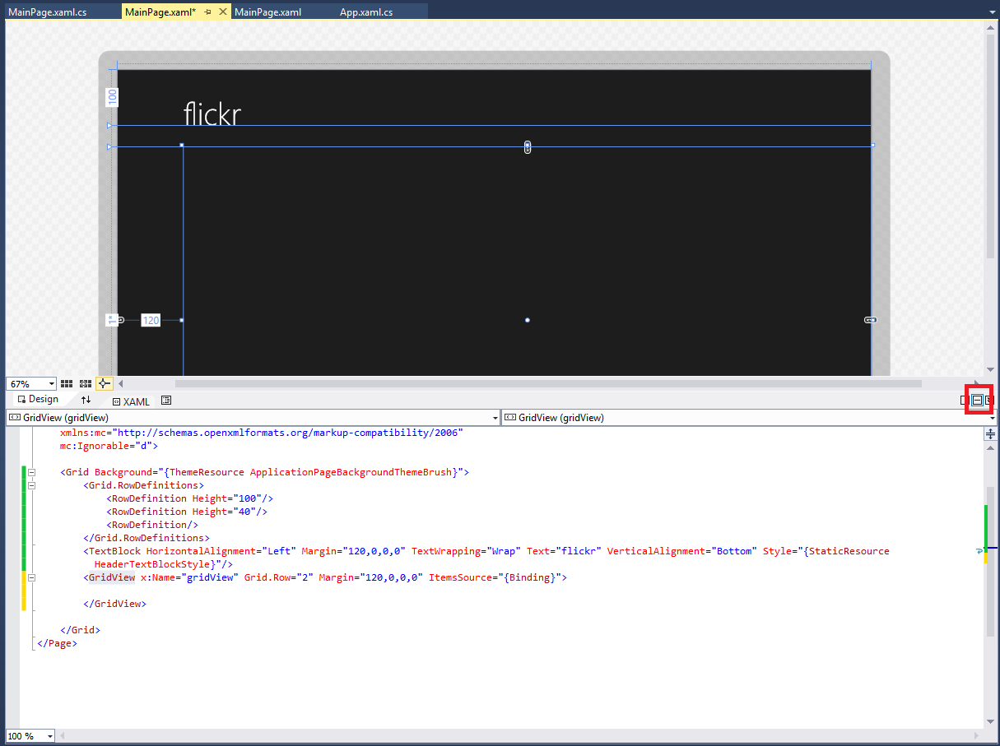 MainPage.xaml.cs
MainPage.xaml*
MainPage.xaml
App.xaml.cs
100
flickr
1*
120
67%
Design
XAML
GridView (gridView)
GridView (gridView)
xmlns:mc="http://schemas.openxmlformats.org/markup-compatibility/2006"
mc:Ignorable="d">
<Grid Background="{ThemeResource ApplicationPageBackgroundThemeBrush}">
<Grid.RowDefinitions>
<RowDefinition Height="100"/>
<RowDefinition Height="40"/>
<RowDefinition/>
</Grid.RowDefinitions>
<TextBlock HorizontalAlignment="Left" Margin="120,0,0,0" TextWrapping="Wrap" Text="flickr" VerticalAlignment="Bottom" Style="{StaticResource
HeaderTextBlockStyle}"/>
<GridView x:Name="gridView" Grid.Row="2" Margin="120,0,0,0" ItemsSource="{Binding}">
</GridView>
</Grid>
</Page>
100 %